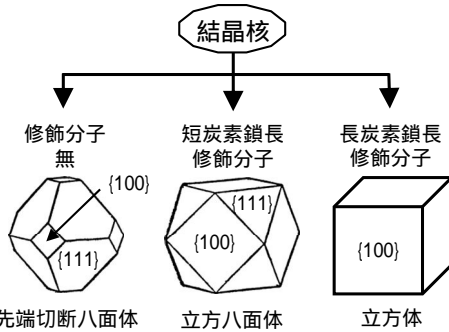 結晶核
修飾分子
無
短炭素鎖長
修飾分子
長炭素鎖長
修飾分子
{100}
{111}
{111}
{100}
{100}
先端切断八面体
立方八面体
立方体